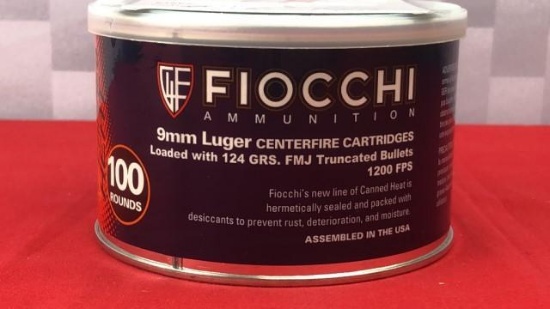 GFL FIOCCHI
AMMUNITION
9mm Luger CENTERFIRE CARTRIDGES
Loaded with 124 GRS. FMJ Truncated Bullets
1200 FPS
100
ROUNDS
Fiocchi's new line of Canned Heat is
hermetically sealed and packed with
desiccants to prevent rust, deterioration, and moisture.
ASSEMBLED IN THE USA